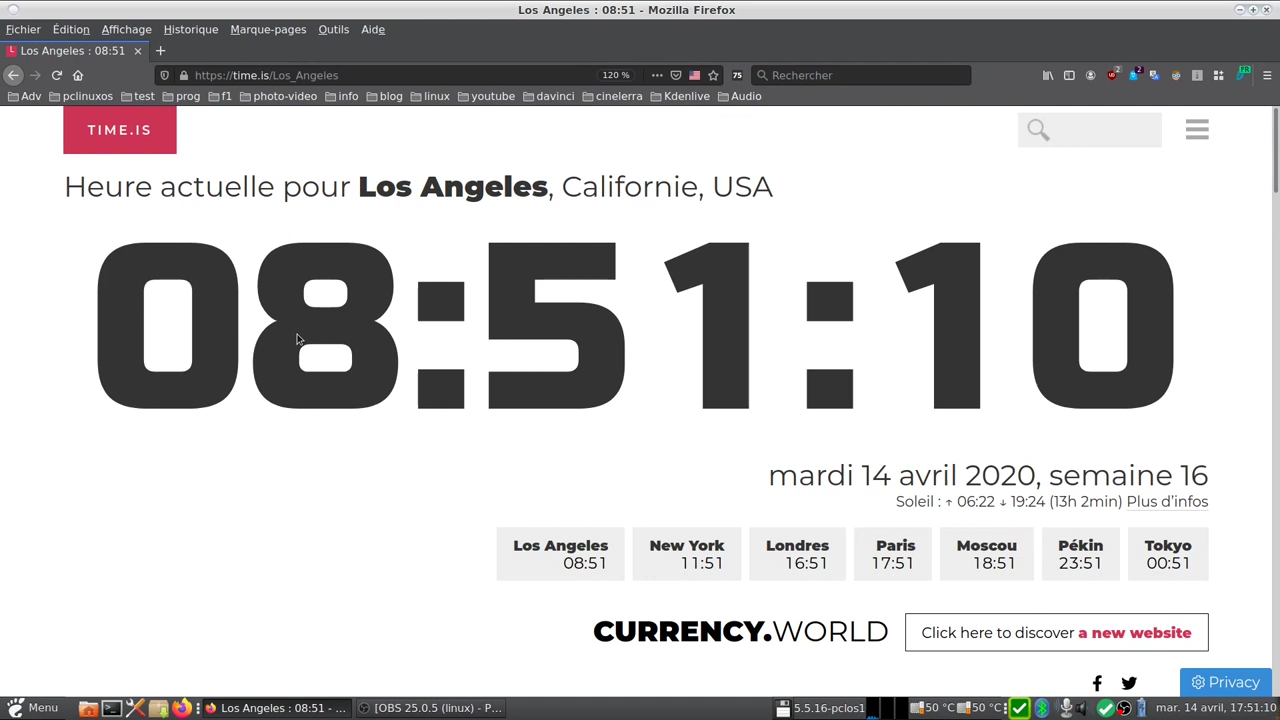 Los Angeles : 08:51 - Mozilla Firefox
Fichier Édition Affichage Historique Marque-pages Outils Aide
Los Angeles : 08:51
https://time.is/Los_Angeles 120 % 75 Rechercher 2 2 FR
Adv pclinuxos test prog f1 photo-video info blog linux youtube davinci cinelerra Kdenlive Audio
TIME.IS
Heure actuelle pour Los Angeles, Californie, USA
08:51:10
mardi 14 avril 2020, semaine 16
Soleil : ↑ 06:22 ↓ 19:24 (13h 2min) Plus d’infos
Los Angeles New York Londres Paris Moscou Pékin Tokyo
08:51 11:51 16:51 17:51 18:51 23:51 00:51
CURRENCY.WORLD Click here to discover a new website
Privacy
Menu Los Angeles : 08:51 - ... [OBS 25.0.5 (linux) - P... 5.5.16-pclos1 50 °C 50 °C mar. 14 avril, 17:51:10